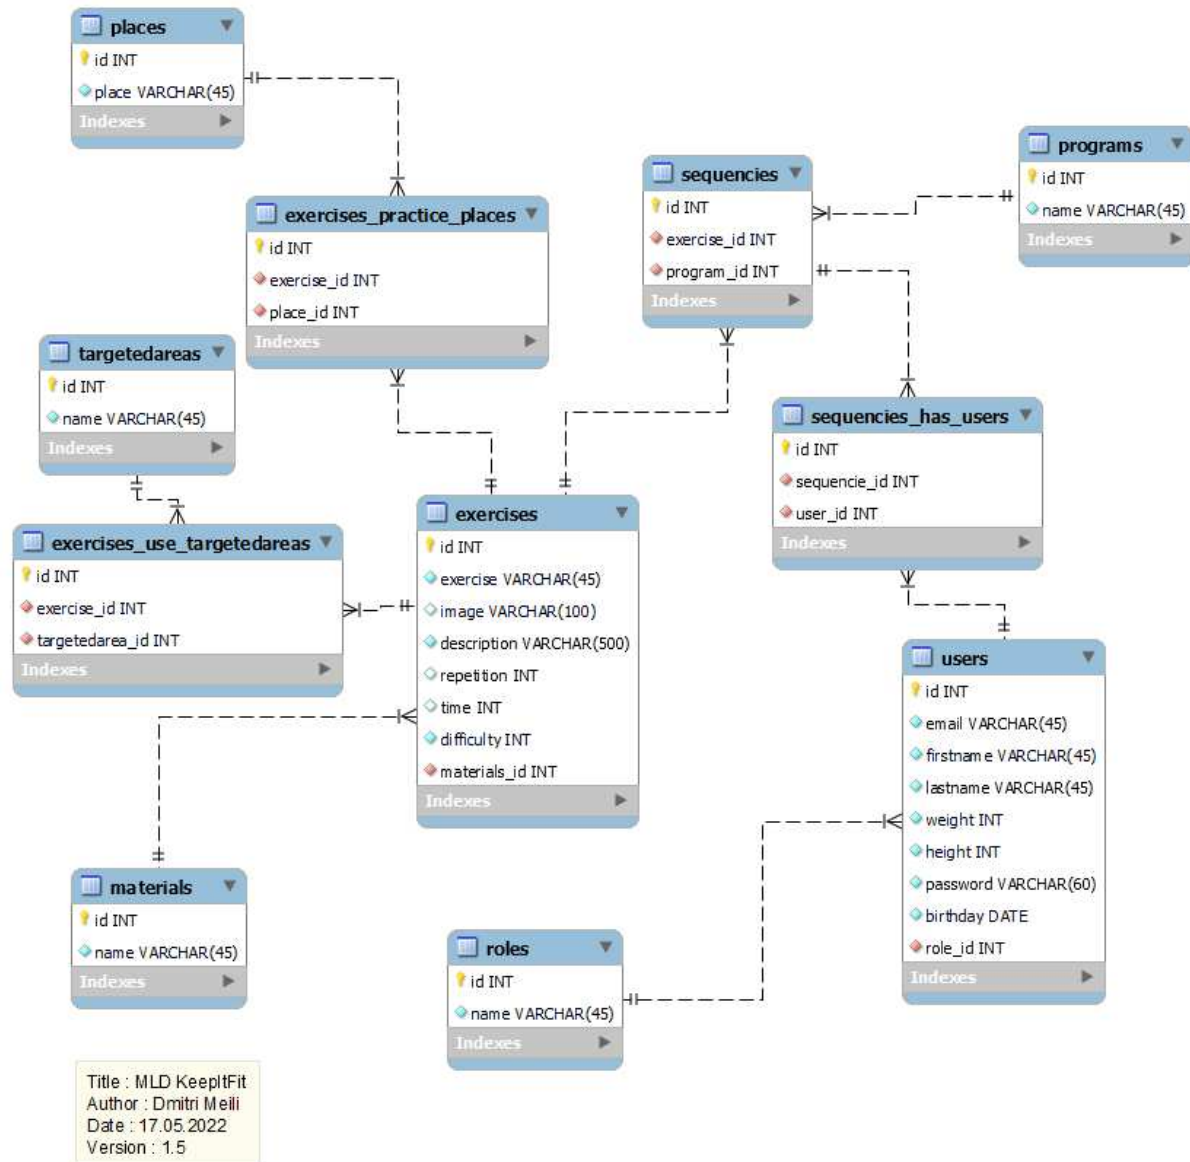 places
id INT
place VARCHAR(45)
Indexes
exercises_practice_places
id INT
exercise_id INT
place_id INT
Indexes
sequencies
id INT
exercise_id INT
program_id INT
Indexes
programs
id INT
name VARCHAR(45)
Indexes
targetedareas
id INT
name VARCHAR(45)
Indexes
sequencies_has_users
id INT
sequencie_id INT
user_id INT
Indexes
exercises_use_targetedareas
id INT
exercise_id INT
targetedarea_id INT
Indexes
exercises
id INT
exercise VARCHAR(45)
image VARCHAR(100)
description VARCHAR(500)
repetition INT
time INT
difficulty INT
materials_id INT
Indexes
users
id INT
email VARCHAR(45)
firstname VARCHAR(45)
lastname VARCHAR(45)
weight INT
height INT
password VARCHAR(60)
birthday DATE
role_id INT
Indexes
materials
id INT
name VARCHAR(45)
Indexes
roles
id INT
name VARCHAR(45)
Indexes
Title : MLD KeepItFit
Author : Dmitri Meili
Date : 17.05.2022
Version : 1.5